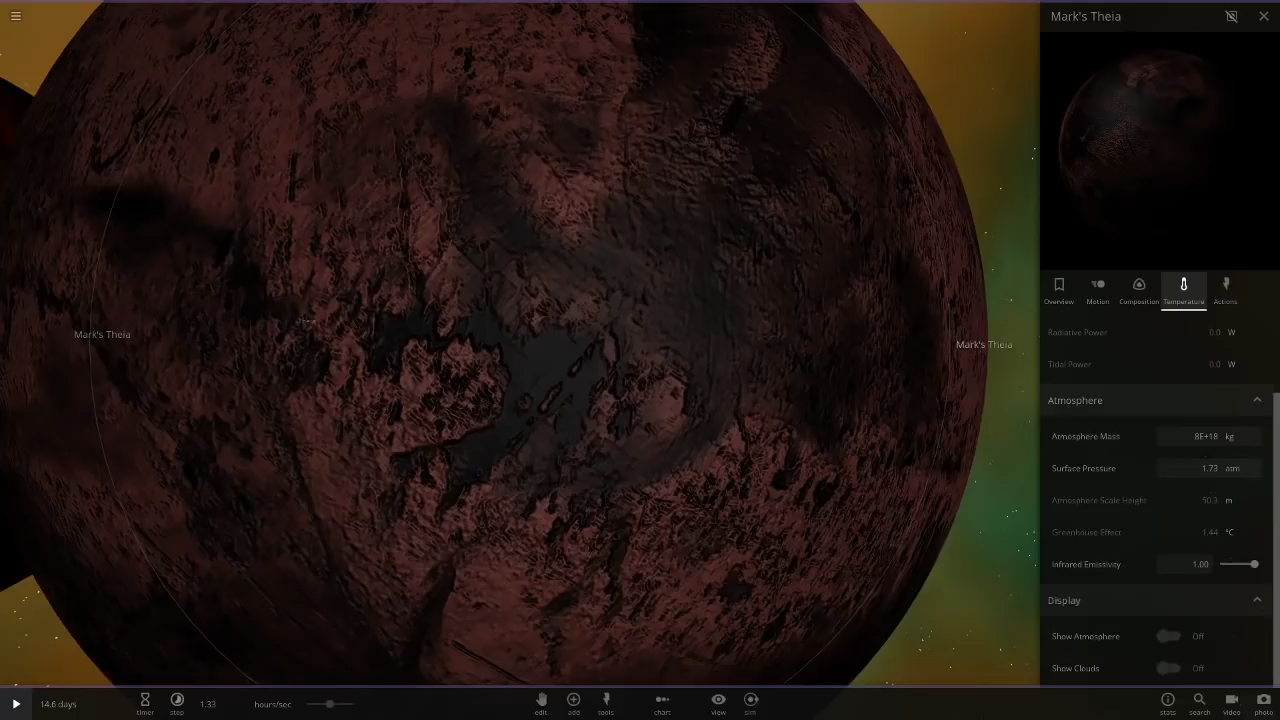 Mark's Theia
Mark's Theia
Theia
Mark's Theia
Overview
Motion
Composition
Temperature
Actions
Radiative Power 0.0 W
Tidal Power 0.0 W
Atmosphere
Atmosphere Mass 8E+18 kg
Surface Pressure 1.73 atm
Atmosphere Scale Height 50.3 m
Greenhouse Effect 1.44 °C
Infrared Emissivity 1.00
Display
Show Atmosphere Off
Show Clouds Off
14.6 days
timer
step
1.33 hours/sec
edit
add
tools
chart
view
sim
stats
search
video
photo